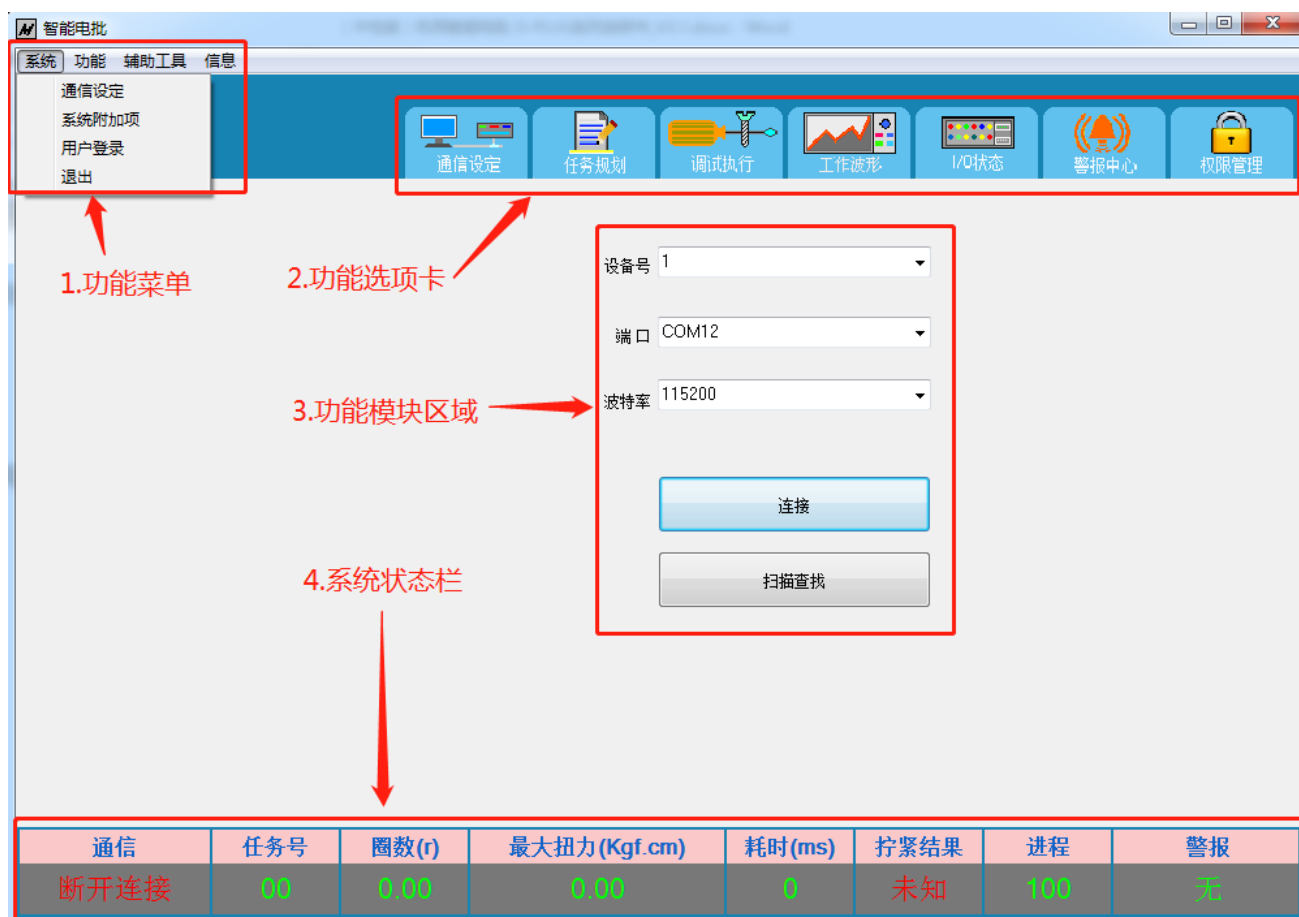 智能电批
系统 功能 辅助工具 信息
通信设定
系统附加项
用户登录
退出
通信设定 任务规划 调试执行 工作波形 I/O状态 警报中心 权限管理
1.功能菜单
2.功能选项卡
设备号 1
端口 COM12
3.功能模块区域
波特率 115200
连接
4.系统状态栏
扫描查找
通信 任务号 圈数(r) 最大扭力(Kgf.cm) 耗时(ms) 拧紧结果 进程 警报
断开连接 00 0.00 0.00 0 未知 100 无